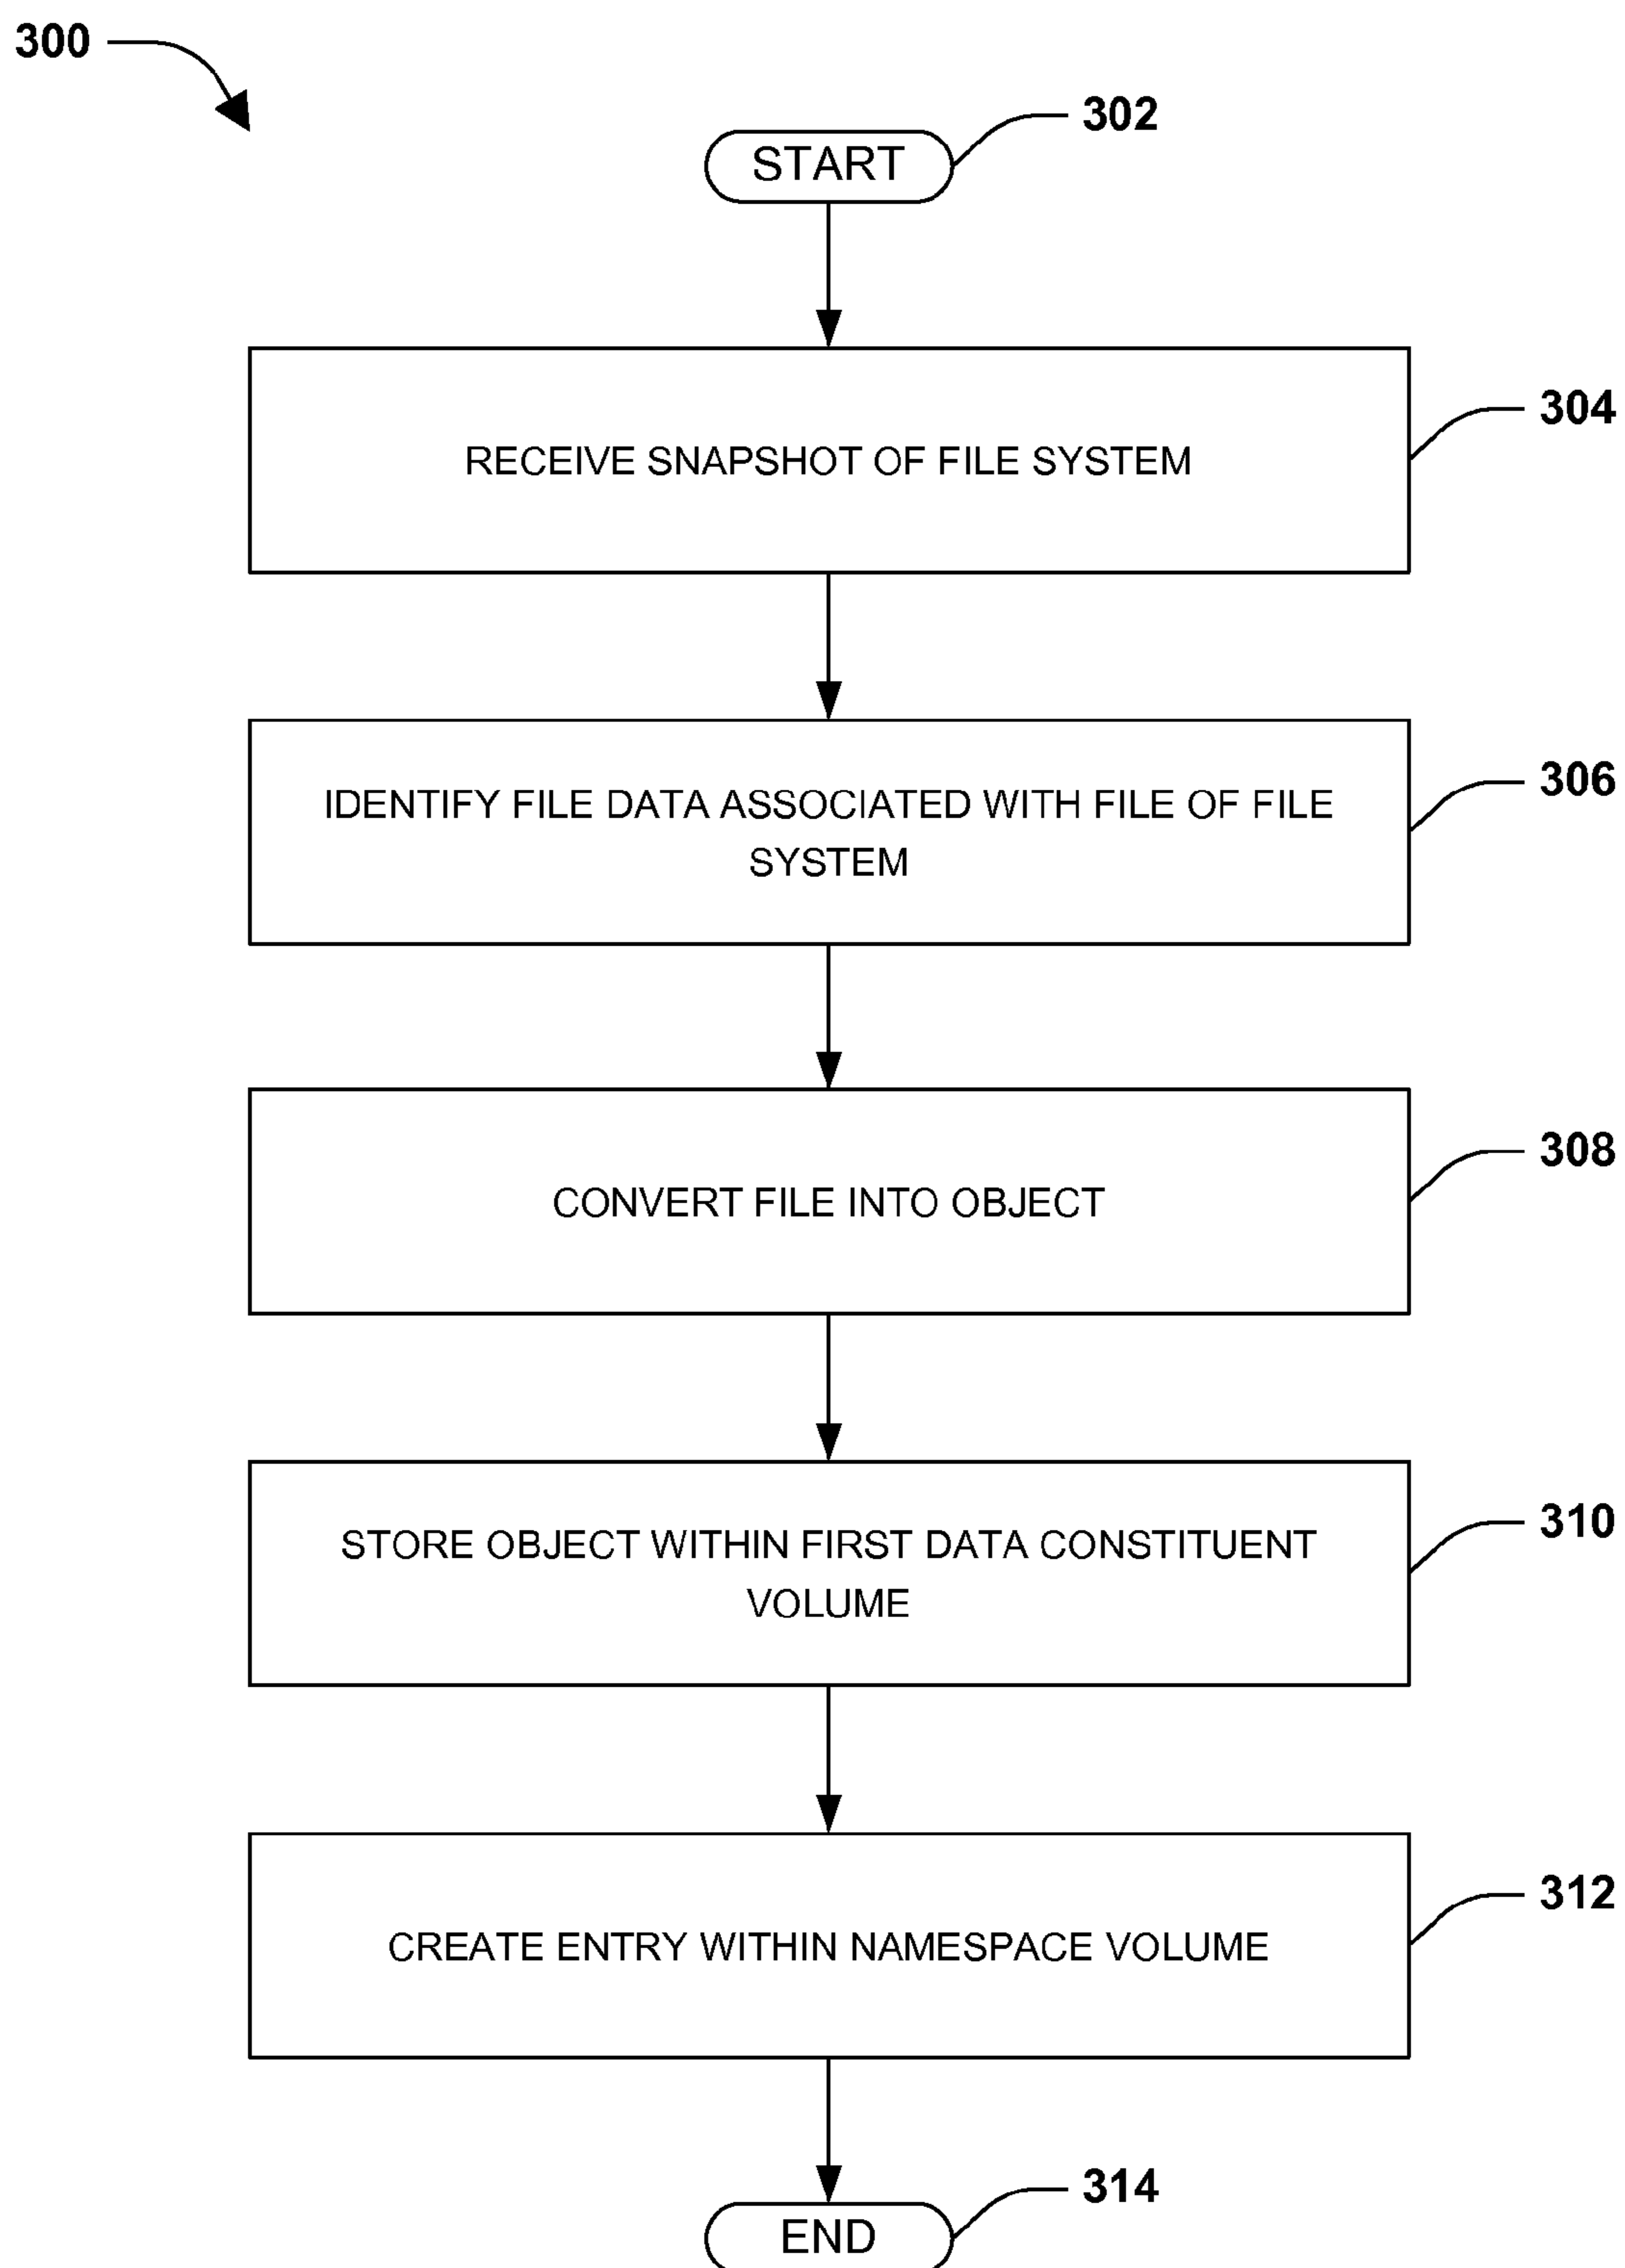 300
302
START
304
RECEIVE SNAPSHOT OF FILE SYSTEM
306
IDENTIFY FILE DATA ASSOCIATED WITH FILE OF FILE
SYSTEM
308
CONVERT FILE INTO OBJECT
310
STORE OBJECT WITHIN FIRST DATA CONSTITUENT
VOLUME
312
CREATE ENTRY WITHIN NAMESPACE VOLUME
314
END